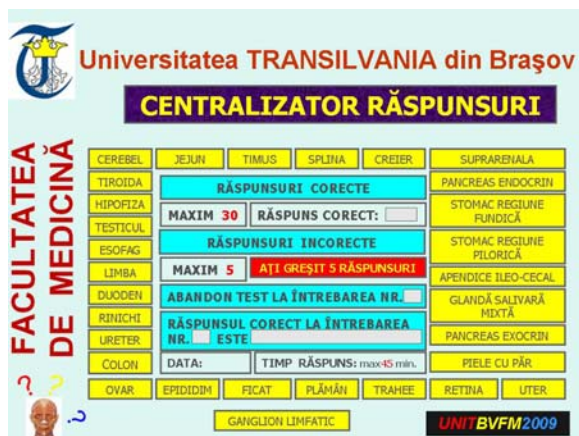 Universitatea TRANSILVANIA din Braşov
CENTRALIZATOR RĂSPUNSURI
FACULTATEA
DE MEDICINĂ
CEREBEL
JEJUN
TIMUS
SPLINA
CREIER
SUPRARENALA
TIROIDA
HIPOFIZA
TESTICUL
ESOFAG
LIMBA
DUODEN
RINICHI
URETER
COLON
RĂSPUNSURI CORECTE
MAXIM 30
RĂSPUNS CORECT:
RĂSPUNSURI INCORECTE
MAXIM 5
AŢI GREŞIT 5 RĂSPUNSURI
ABANDON TEST LA ÎNTREBAREA NR.
RĂSPUNSUL CORECT LA ÎNTREBAREA
NR. ESTE
DATA:
TIMP RĂSPUNS: max45 min.
PANCREAS ENDOCRIN
STOMAC REGIUNE
FUNDICĂ
STOMAC REGIUNE
PILORICĂ
APENDICE ILEO-CECAL
GLANDĂ SALIVARĂ
MIXTĂ
PANCREAS EXOCRIN
PIELE CU PĂR
OVAR
EPIDIDIM
FICAT
PLĂMÂN
TRAHEE
RETINA
UTER
GANGLION LIMFATIC
UNITBVFM2009
? ? ?